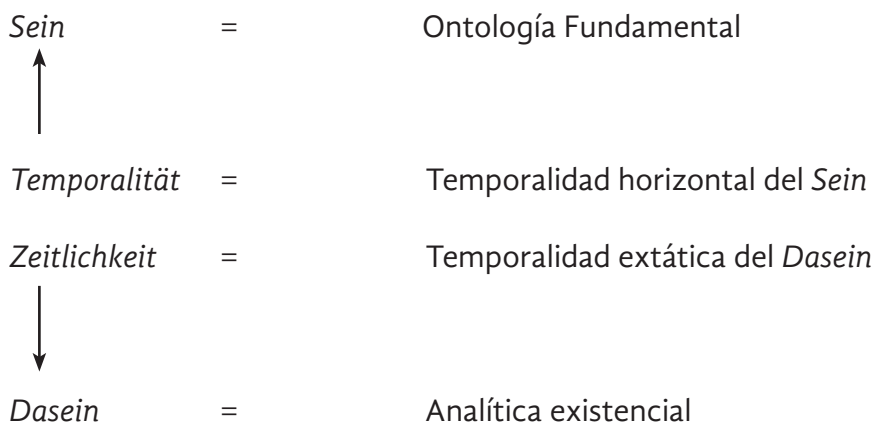 Sein = Ontología Fundamental
Temporalität = Temporalidad horizontal del Sein
Zeitlichkeit = Temporalidad extática del Dasein
Dasein = Analítica existencial